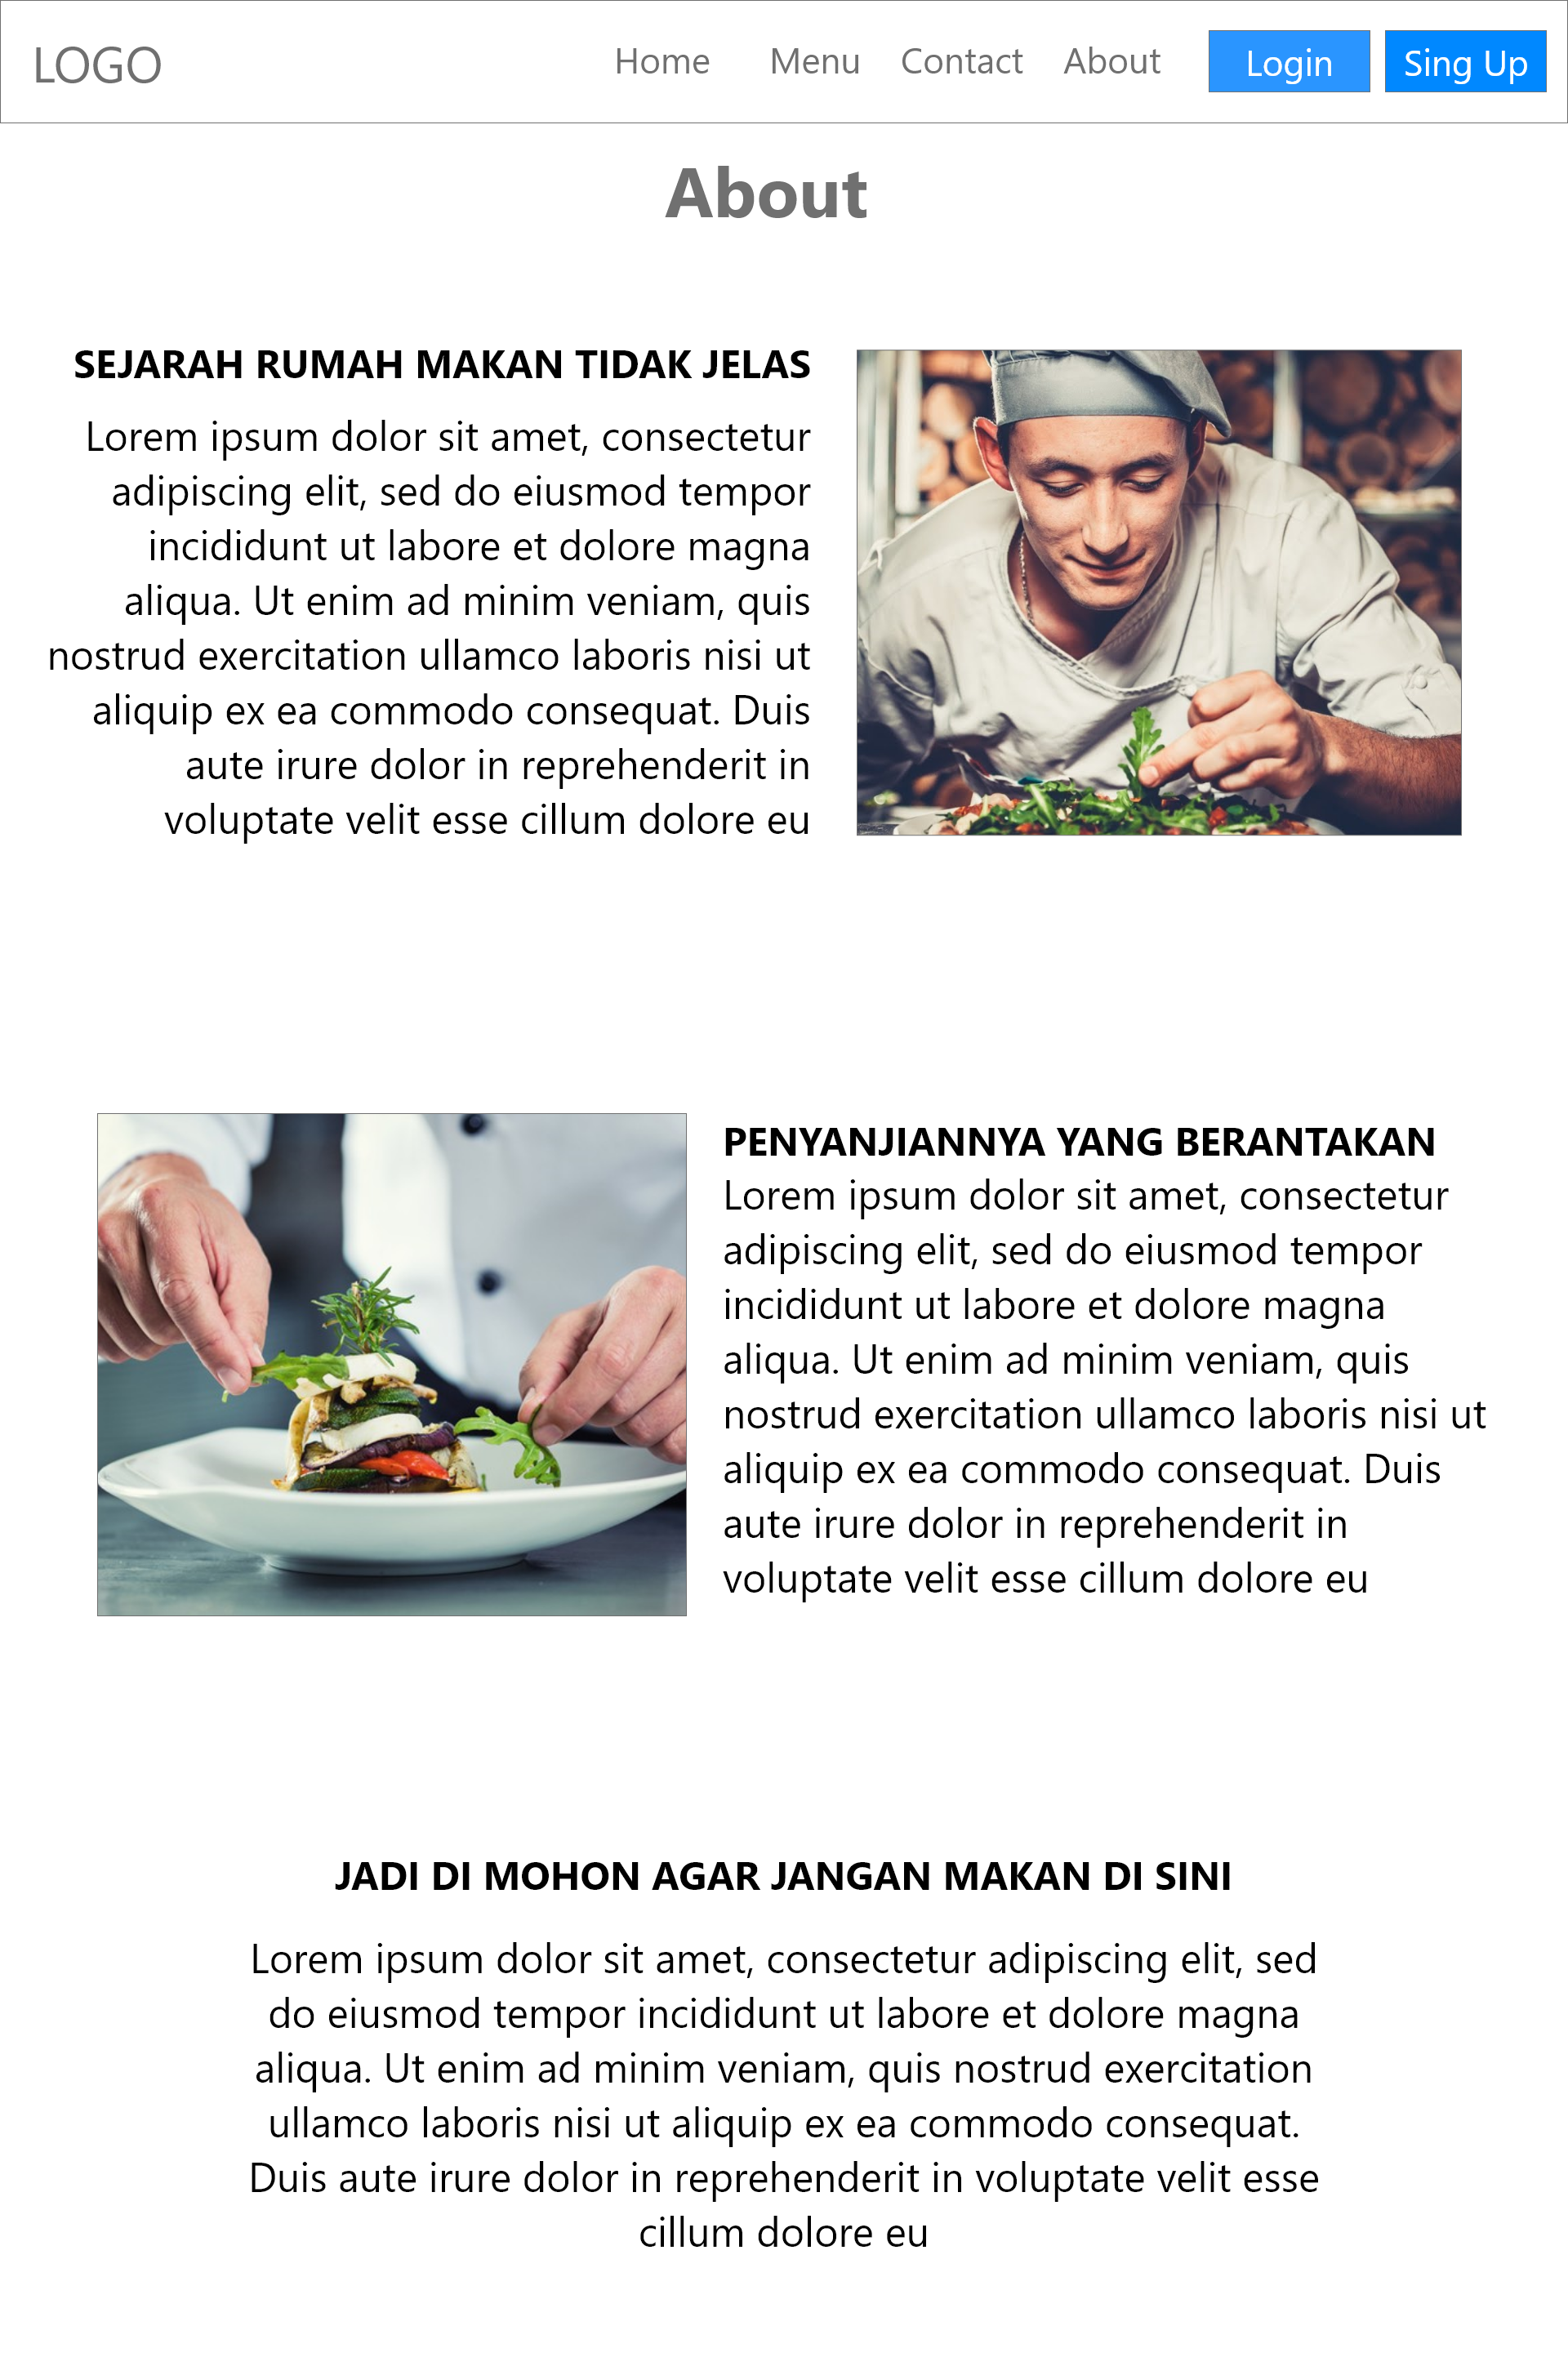 LOGO
Home Menu Contact About Login Sing Up
About
SEJARAH RUMAH MAKAN TIDAK JELAS
Lorem ipsum dolor sit amet, consectetur
adipiscing elit, sed do eiusmod tempor
incididunt ut labore et dolore magna
aliqua. Ut enim ad minim veniam, quis
nostrud exercitation ullamco laboris nisi ut
aliquip ex ea commodo consequat. Duis
aute irure dolor in reprehenderit in
voluptate velit esse cillum dolore eu
PENYANJIANNYA YANG BERANTAKAN
Lorem ipsum dolor sit amet, consectetur
adipiscing elit, sed do eiusmod tempor
incididunt ut labore et dolore magna
aliqua. Ut enim ad minim veniam, quis
nostrud exercitation ullamco laboris nisi ut
aliquip ex ea commodo consequat. Duis
aute irure dolor in reprehenderit in
voluptate velit esse cillum dolore eu
JADI DI MOHON AGAR JANGAN MAKAN DI SINI
Lorem ipsum dolor sit amet, consectetur adipiscing elit, sed
do eiusmod tempor incididunt ut labore et dolore magna
aliqua. Ut enim ad minim veniam, quis nostrud exercitation
ullamco laboris nisi ut aliquip ex ea commodo consequat.
Duis aute irure dolor in reprehenderit in voluptate velit esse
cillum dolore eu